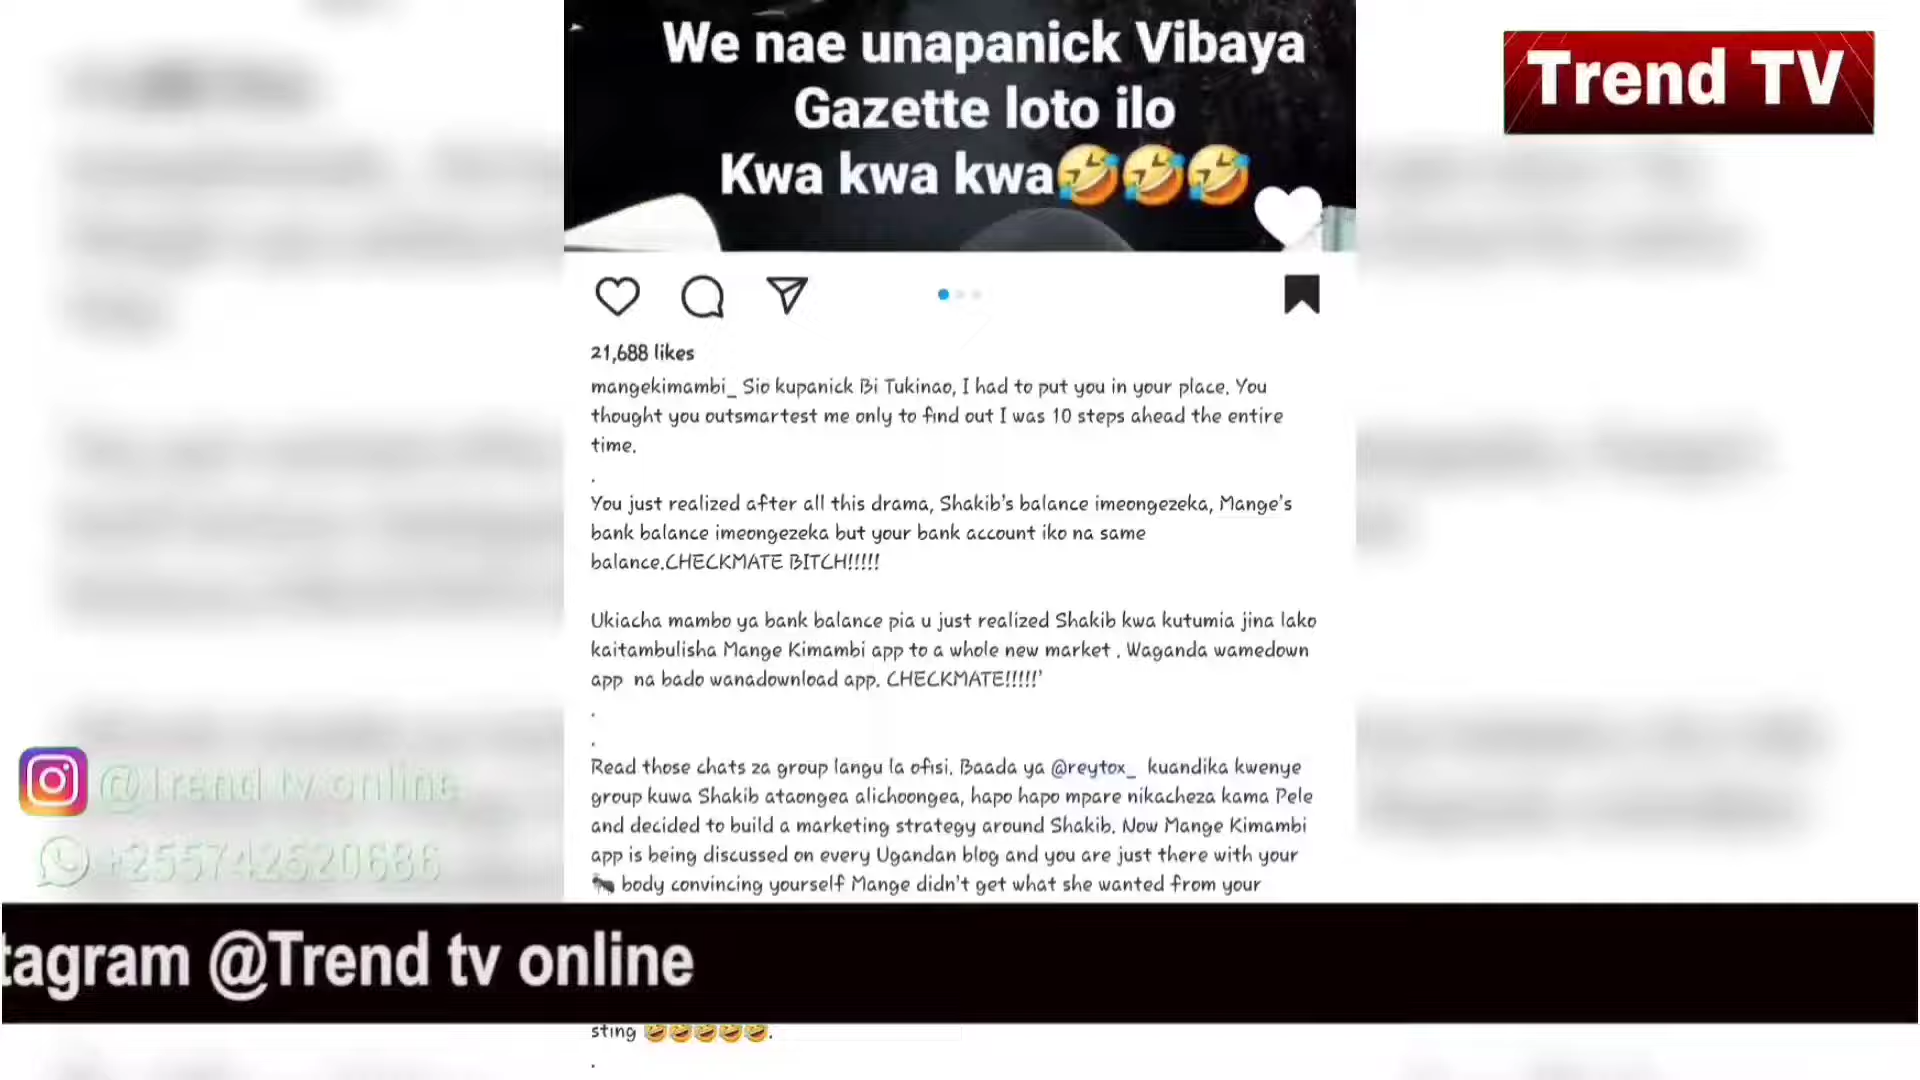 We nae unapanick Vibaya
Gazette loto ilo
Kwa kwa kwa🤣🤣🤣
Trend TV
21,688 likes
mangekimambi_ Sio kupanick Bi Tukinao, I had to put you in your place. You
thought you outsmartest me only to find out I was 10 steps ahead the entire
time.
.
You just realized after all this drama, Shakib's balance imeongezeka, Mange's
bank balance imeongezeka but your bank account iko na same
balance.CHECKMATE BITCH!!!!!
Ukiacha mambo ya bank balance pia u just realized Shakib kwa kutumia jina lako
kaitambulisha Mange Kimambi app to a whole new market . Waganda wamedown
app na bado wanadownload app. CHECKMATE!!!!!'
.
.
Read those chats za group langu la ofisi. Baada ya @reytox_ kuandika kwenye
group kuwa Shakib ataongea alichoongea, hapo hapo mpare nikacheza kama Pele
and decided to build a marketing strategy around Shakib. Now Mange Kimambi
app is being discussed on every Ugandan blog and you are just there with your
🐜 body convincing yourself Mange didn't get what she wanted from your
sting 🤣🤣🤣🤣🤣.
.
@Trend tv online
+255742520686
tagram @Trend tv online